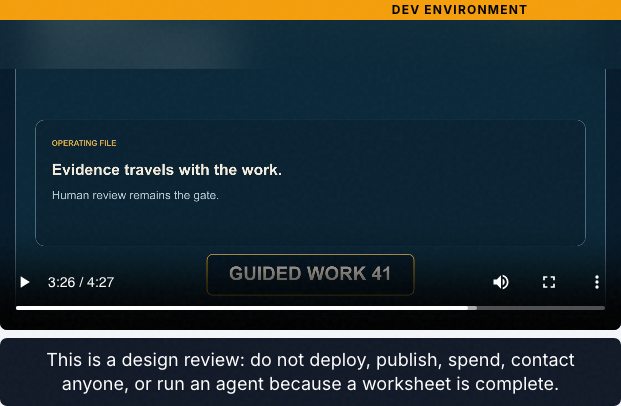 DEV ENVIRONMENT
OPERATING FILE
Evidence travels with the work.
Human review remains the gate.
GUIDED WORK 41
3:26 / 4:27
This is a design review: do not deploy, publish, spend, contact
anyone, or run an agent because a worksheet is complete.